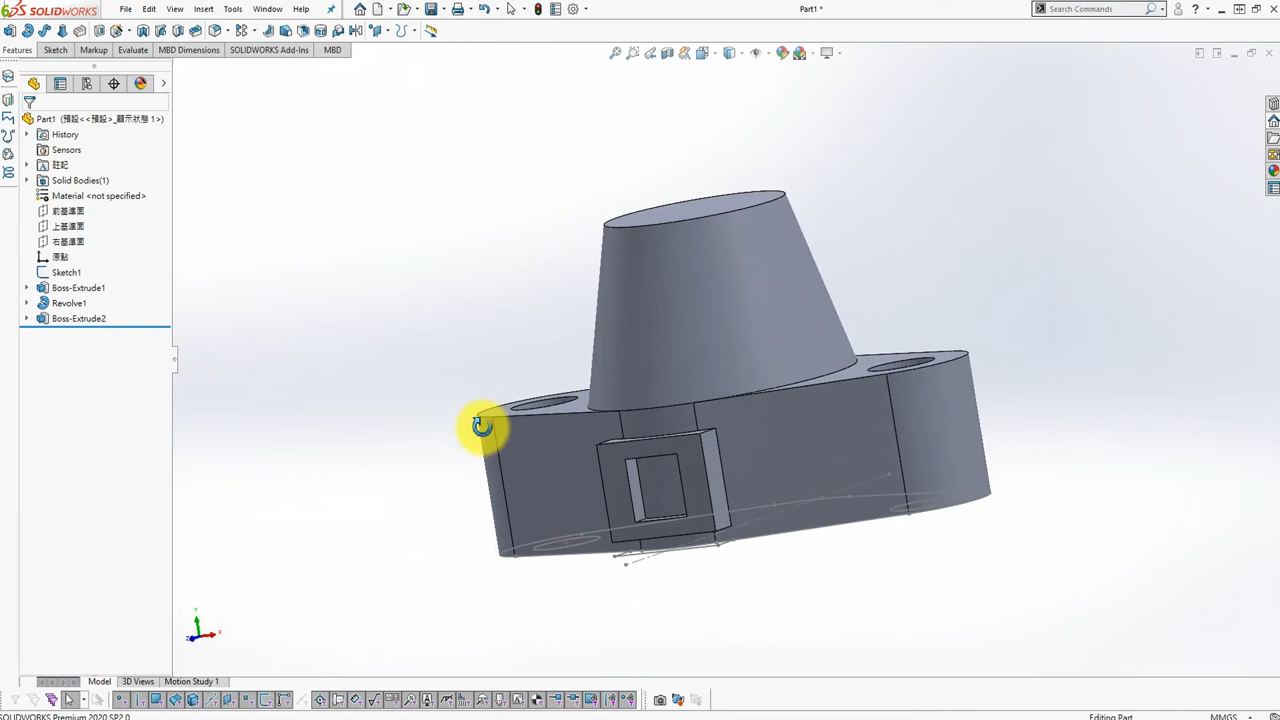 SOLIDWORKS File Edit View Insert Tools Window Help Part1 * Search Commands
Features Sketch Markup Evaluate MBD Dimensions SOLIDWORKS Add-Ins MBD
Part1 (預設<<預設>_顯示狀態 1>)
History
Sensors
註記
Solid Bodies(1)
Material <not specified>
前基準面
上基準面
右基準面
原點
Sketch1
Boss-Extrude1
Revolve1
Boss-Extrude2
Y
Z X
Model 3D Views Motion Study 1
SOLIDWORKS Premium 2020 SP2.0 Editing Part MMGS